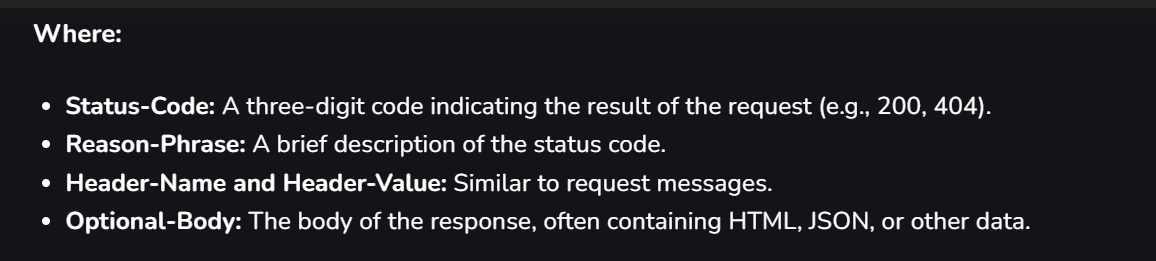 Where:
• Status-Code: A three-digit code indicating the result of the request (e.g., 200, 404).
• Reason-Phrase: A brief description of the status code.
• Header-Name and Header-Value: Similar to request messages.
• Optional-Body: The body of the response, often containing HTML, JSON, or other data.